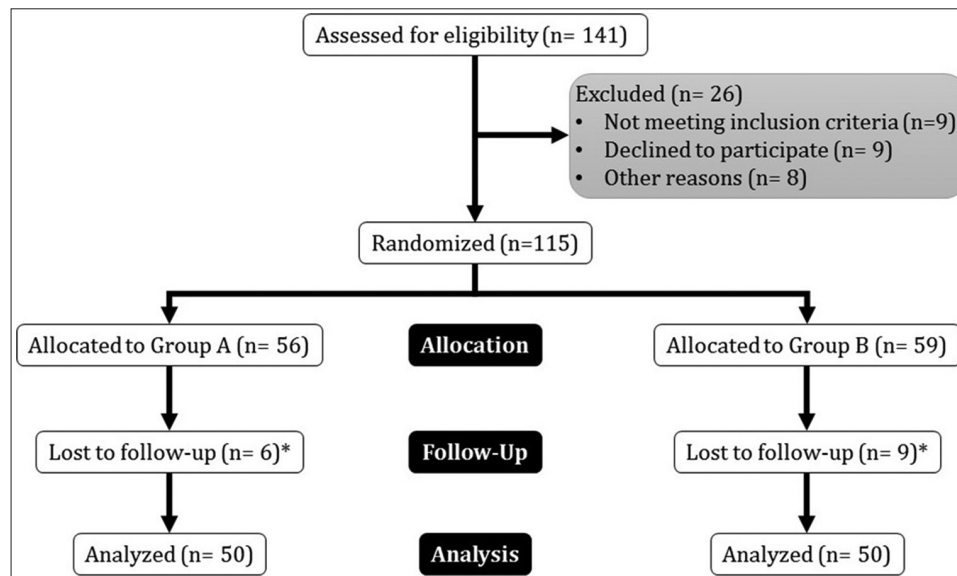 Assessed for eligibility (n= 141)
Excluded (n= 26)
• Not meeting inclusion criteria (n=9)
• Declined to participate (n= 9)
• Other reasons (n= 8)
Randomized (n=115)
Allocated to Group A (n= 56)
Allocation
Allocated to Group B (n= 59)
Lost to follow-up (n= 6)*
Follow-Up
Lost to follow-up (n= 9)*
Analyzed (n= 50)
Analysis
Analyzed (n= 50)